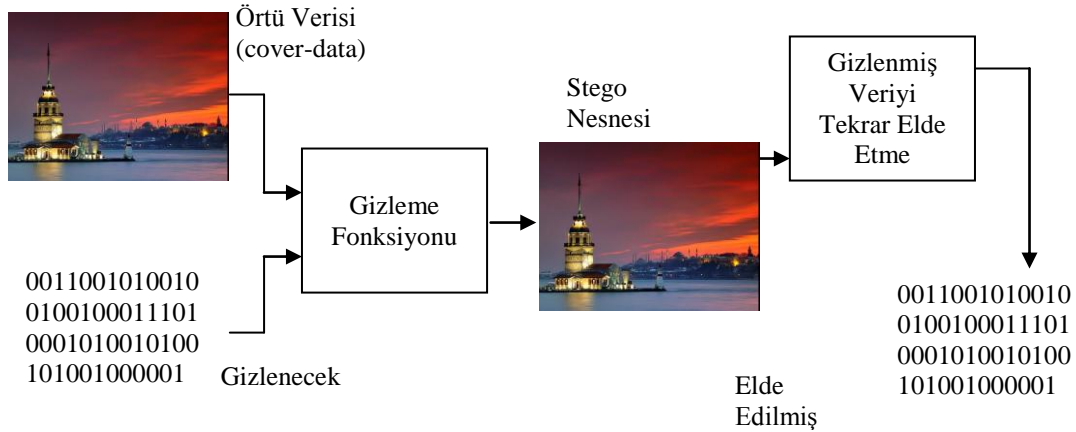 Örtü Verisi
(cover-data)
Gizleme
Fonksiyonu
0011001010010
0100100011101
0001010010100
101001000001
Gizlenecek
Stego
Nesnesi
Gizlenmiş
Veriyi
Tekrar Elde
Etme
0011001010010
0100100011101
0001010010100
101001000001
Elde
Edilmiş